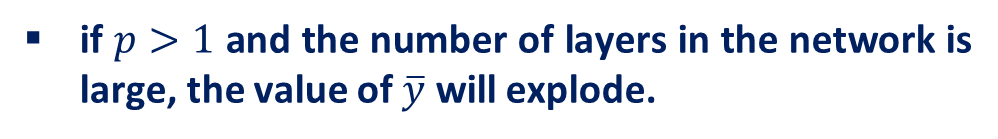 ▪ if p > 1 and the number of layers in the network is
large, the value of ȳ will explode.